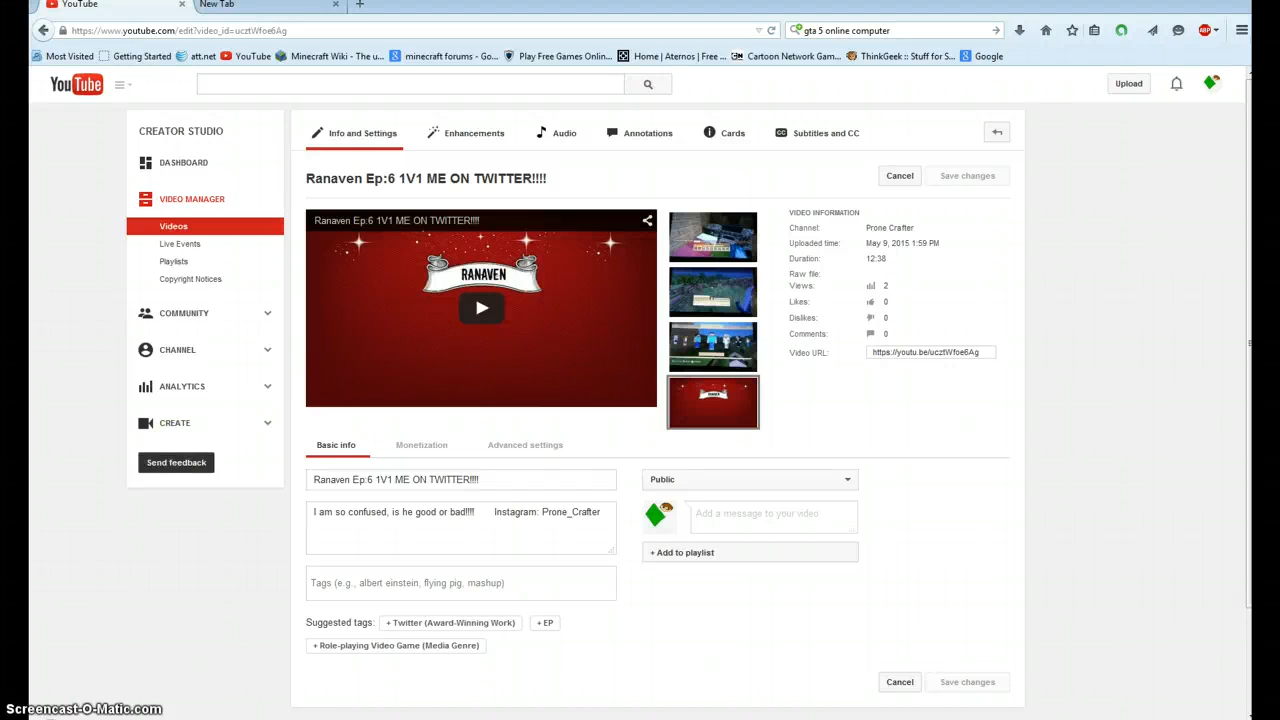 YouTube
New Tab
https://www.youtube.com/edit?video_id=ucztWfoe6Ag
gta 5 online computer
ABP
Most Visited
Getting Started
att.net
YouTube
Minecraft Wiki - The u...
minecraft forums - Go...
Play Free Games Onlin...
Home | Aternos | Free ...
Cartoon Network Gam...
ThinkGeek :: Stuff for S...
Google
YouTube
Upload
CREATOR STUDIO
DASHBOARD
VIDEO MANAGER
Videos
Live Events
Playlists
Copyright Notices
COMMUNITY
CHANNEL
ANALYTICS
CREATE
Send feedback
Info and Settings
Enhancements
Audio
Annotations
Cards
Subtitles and CC
Ranaven Ep:6 1V1 ME ON TWITTER!!!!
Cancel
Save changes
Ranaven Ep:6 1V1 ME ON TWITTER!!!!
RANAVEN
VIDEO INFORMATION
Channel: Prone Crafter
Uploaded time: May 9, 2015 1:59 PM
Duration: 12:38
Raw file:
Views: 2
Likes: 0
Dislikes: 0
Comments: 0
Video URL: https://youtu.be/ucztWfoe6Ag
Basic info
Monetization
Advanced settings
Ranaven Ep:6 1V1 ME ON TWITTER!!!!
I am so confused, is he good or bad!!!! Instagram: Prone_Crafter
Tags (e.g., albert einstein, flying pig, mashup)
Suggested tags: + Twitter (Award-Winning Work) + EP
+ Role-playing Video Game (Media Genre)
Public
Add a message to your video
+ Add to playlist
Cancel
Save changes
Screencast-O-Matic.com